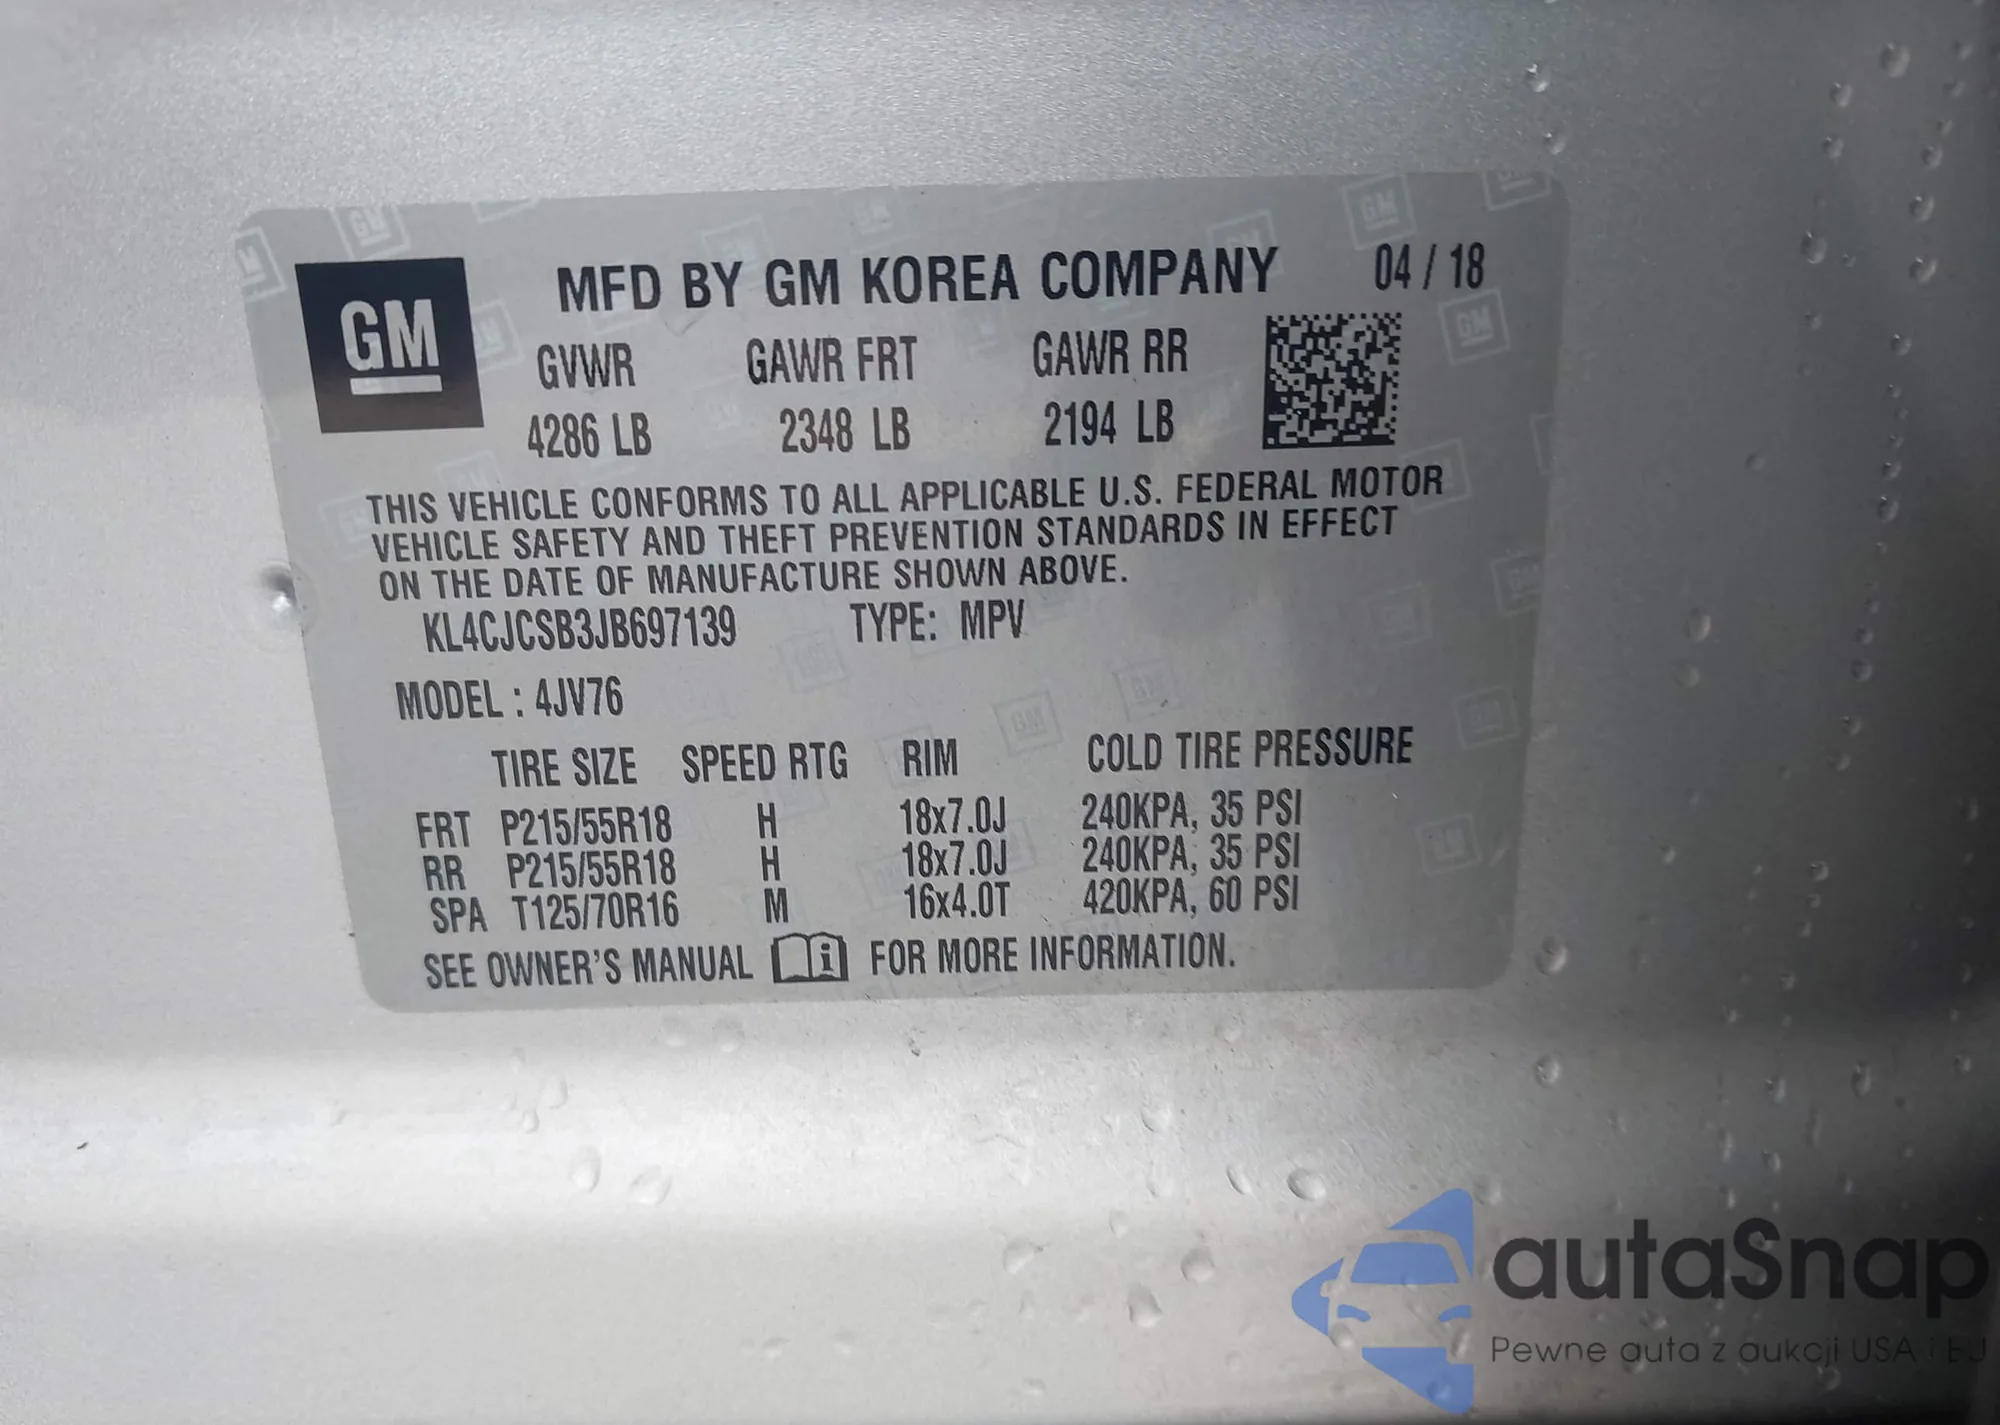 GM
MFD BY GM KOREA COMPANY 04 / 18
GVWR GAWR FRT GAWR RR
4286 LB 2348 LB 2194 LB
THIS VEHICLE CONFORMS TO ALL APPLICABLE U.S. FEDERAL MOTOR
VEHICLE SAFETY AND THEFT PREVENTION STANDARDS IN EFFECT
ON THE DATE OF MANUFACTURE SHOWN ABOVE.
KL4CJCSB3JB697139 TYPE: MPV
MODEL : 4JV76
TIRE SIZE SPEED RTG RIM COLD TIRE PRESSURE
FRT P215/55R18 H 18x7.0J 240KPA, 35 PSI
RR P215/55R18 H 18x7.0J 240KPA, 35 PSI
SPA T125/70R16 M 16x4.0T 420KPA, 60 PSI
SEE OWNER'S MANUAL i FOR MORE INFORMATION.
autaSnap
Pewne auta z aukcji USA i EU